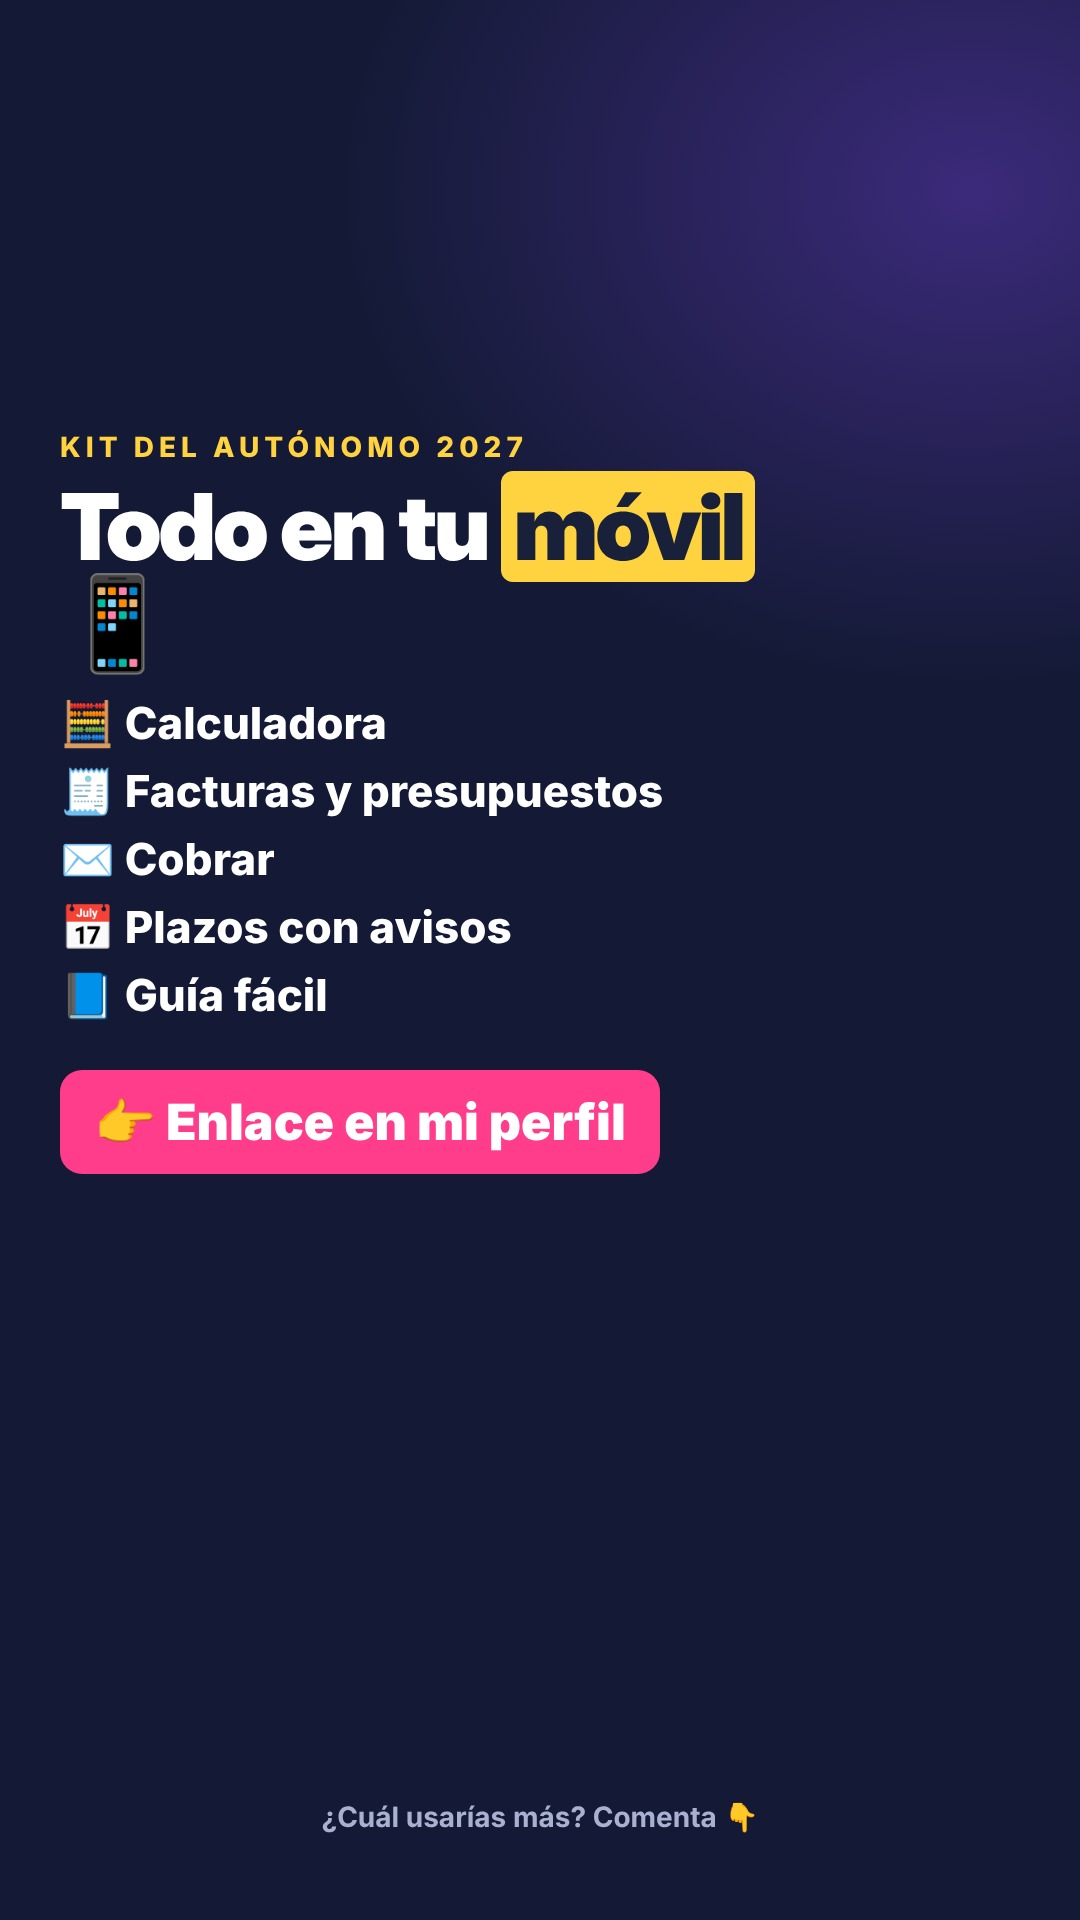 KIT DEL AUTÓNOMO 2027
Todo en tu móvil
📱
🧮 Calculadora
🧾 Facturas y presupuestos
✉️ Cobrar
📅 Plazos con avisos
📘 Guía fácil
👉 Enlace en mi perfil
¿Cuál usarías más? Comenta 👇